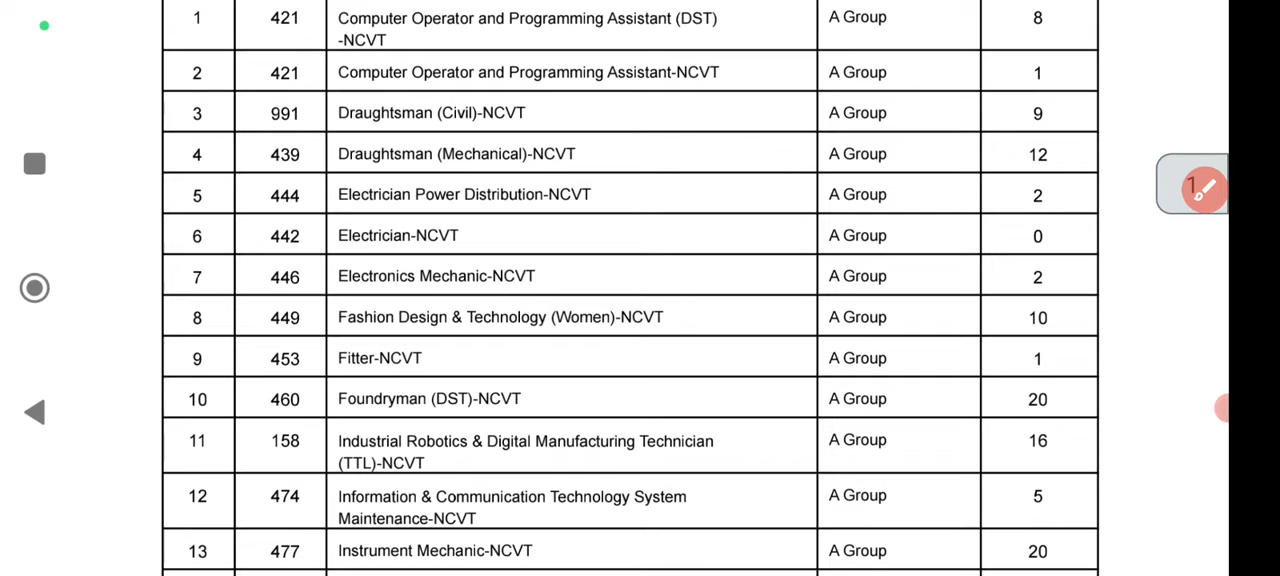 1 421 Computer Operator and Programming Assistant (DST) A Group 8
-NCVT
2 421 Computer Operator and Programming Assistant-NCVT A Group 1
3 991 Draughtsman (Civil)-NCVT A Group 9
4 439 Draughtsman (Mechanical)-NCVT A Group 12
5 444 Electrician Power Distribution-NCVT A Group 2
6 442 Electrician-NCVT A Group 0
7 446 Electronics Mechanic-NCVT A Group 2
8 449 Fashion Design & Technology (Women)-NCVT A Group 10
9 453 Fitter-NCVT A Group 1
10 460 Foundryman (DST)-NCVT A Group 20
11 158 Industrial Robotics & Digital Manufacturing Technician A Group 16
(TTL)-NCVT
12 474 Information & Communication Technology System A Group 5
Maintenance-NCVT
13 477 Instrument Mechanic-NCVT A Group 20
1